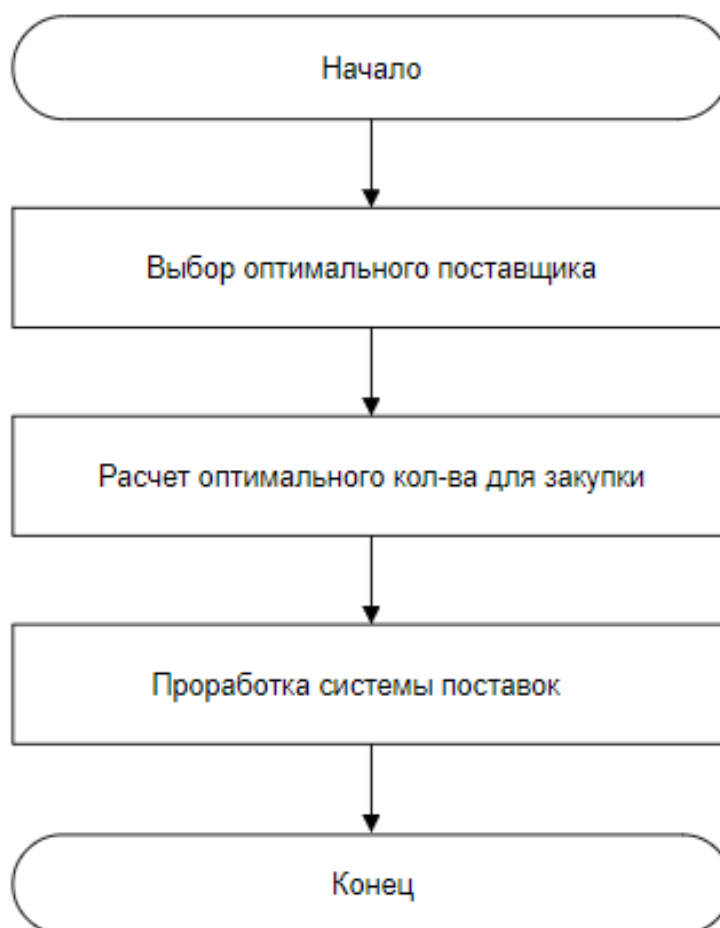 Начало
Выбор оптимального поставщика
Расчет оптимального кол-ва для закупки
Проработка системы поставок
Конец